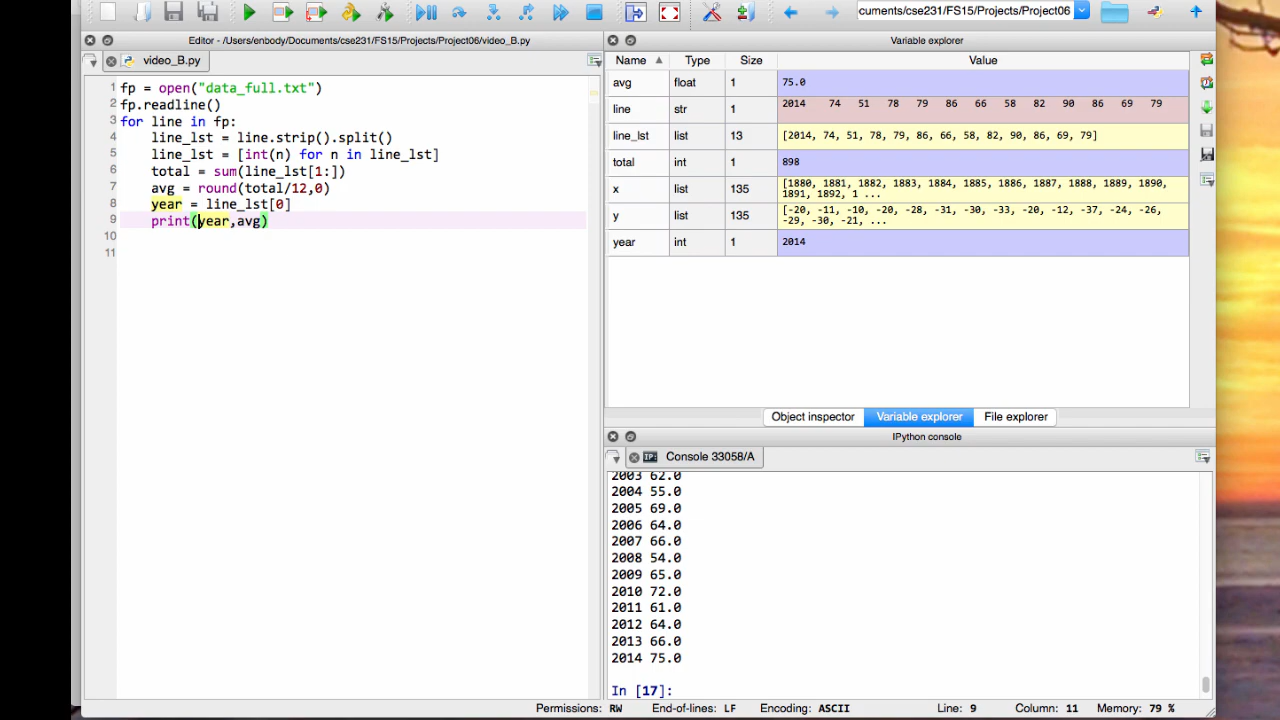 cuments/cse231/FS15/Projects/Project06
Editor - /Users/enbody/Documents/cse231/FS15/Projects/Project06/video_B.py
video_B.py
1 fp = open("data_full.txt")
2 fp.readline()
3 for line in fp:
4 line_lst = line.strip().split()
5 line_lst = [int(n) for n in line_lst]
6 total = sum(line_lst[1:])
7 avg = round(total/12,0)
8 year = line_lst[0]
9 print(year,avg)
10
11
Variable explorer
Name Type Size Value
avg float 1 75.0
line str 1 2014 74 51 78 79 86 66 58 82 90 86 69 79
line_lst list 13 [2014, 74, 51, 78, 79, 86, 66, 58, 82, 90, 86, 69, 79]
total int 1 898
x list 135 [1880, 1881, 1882, 1883, 1884, 1885, 1886, 1887, 1888, 1889, 1890,
1891, 1892, 1 ...
y list 135 [-20, -11, -10, -20, -28, -31, -30, -33, -20, -12, -37, -24, -26,
-29, -30, -21, ...
year int 1 2014
Object inspector Variable explorer File explorer
IPython console
IP: Console 33058/A
2003 62.0
2004 55.0
2005 69.0
2006 64.0
2007 66.0
2008 54.0
2009 65.0
2010 72.0
2011 61.0
2012 64.0
2013 66.0
2014 75.0
In [17]:
Permissions: RW End-of-lines: LF Encoding: ASCII Line: 9 Column: 11 Memory: 79 %